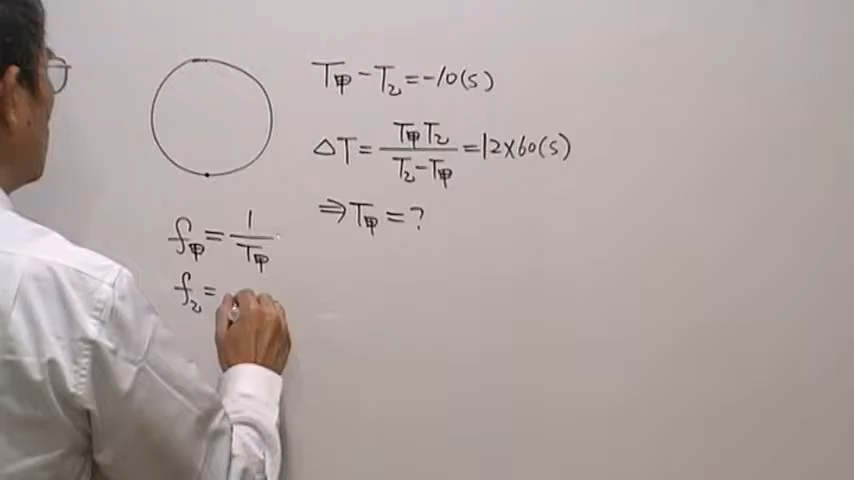 T甲 - T乙 = -10(s)
ΔT = T甲T乙 / (T乙 - T甲) = 12×60(s)
⇒ T甲 = ?
f甲 = 1 / T甲
f乙 =